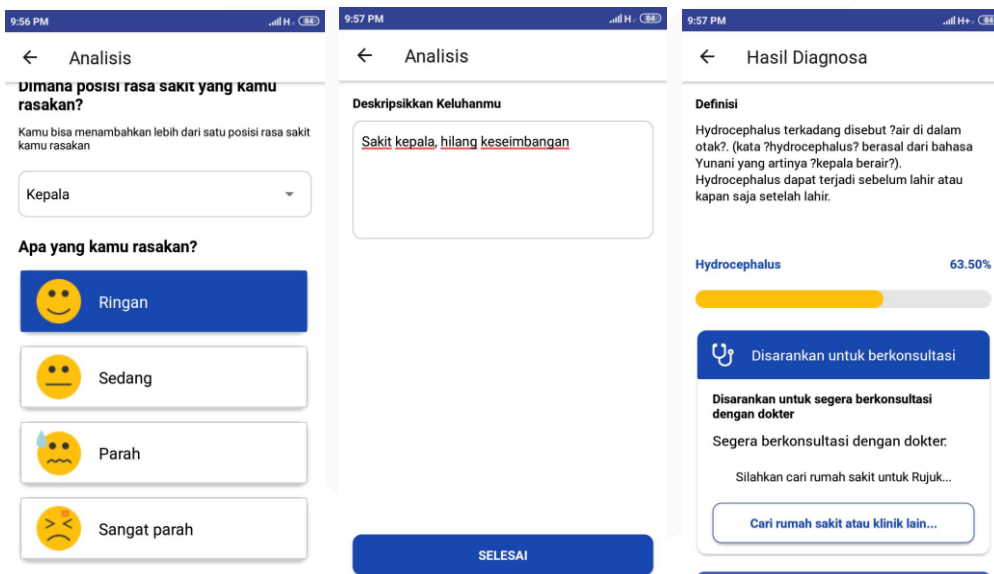 9:56 PM
H
84
Analisis
Dimana posisi rasa sakit yang kamu
rasakan?
Kamu bisa menambahkan lebih dari satu posisi rasa sakit
kamu rasakan
Kepala
Apa yang kamu rasakan?
Ringan
Sedang
Parah
Sangat parah
9:57 PM
H
84
Analisis
Deskripsikkan Keluhanmu
Sakit kepala, hilang keseimbangan
SELESAI
9:57 PM
H+
84
Hasil Diagnosa
Definisi
Hydrocephalus terkadang disebut ?air di dalam
otak?. (kata ?hydrocephalus? berasal dari bahasa
Yunani yang artinya ?kepala berair?).
Hydrocephalus dapat terjadi sebelum lahir atau
kapan saja setelah lahir.
Hydrocephalus 63.50%
Disarankan untuk berkonsultasi
Disarankan untuk segera berkonsultasi
dengan dokter
Segera berkonsultasi dengan dokter.
Silahkan cari rumah sakit untuk Rujuk...
Cari rumah sakit atau klinik lain...